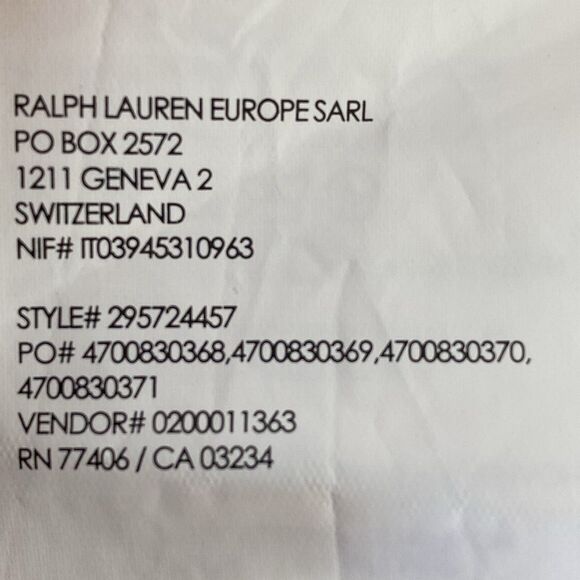 RALPH LAUREN EUROPE SARL
PO BOX 2572
1211 GENEVA 2
SWITZERLAND
NIF# IT03945310963
STYLE# 295724457
PO# 4700830368,4700830369,4700830370,
4700830371
VENDOR# 0200011363
RN 77406 / CA 03234